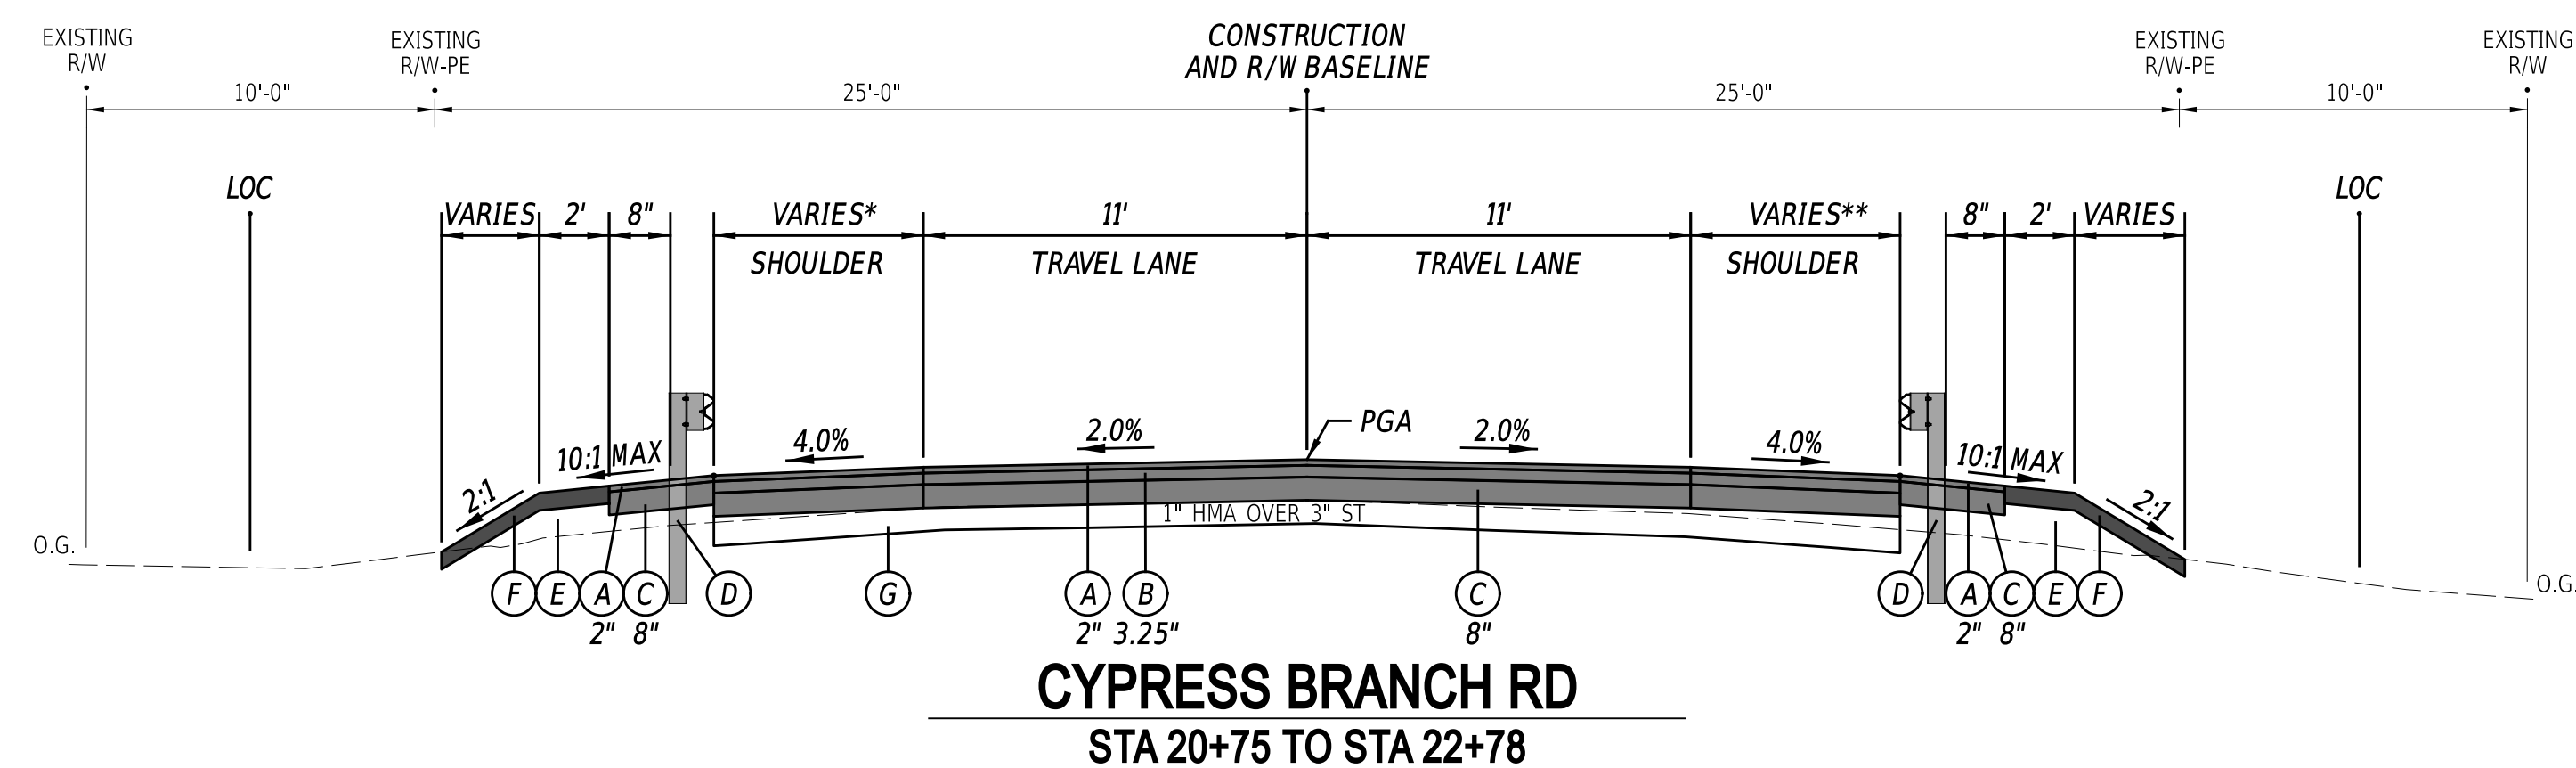 CONSTRUCTION
AND R/W BASELINE
EXISTING
R/W
EXISTING
R/W-PE
EXISTING
R/W-PE
EXISTING
R/W
10'-0" 25'-0" 25'-0" 10'-0"
LOC LOC
VARIES 2' 8" VARIES* 11' 11' VARIES** 8" 2' VARIES
SHOULDER TRAVEL LANE TRAVEL LANE SHOULDER
2:1 10:1 MAX 4.0% 2.0% PGA 2.0% 4.0% 10:1 MAX 2:1
1" HMA OVER 3" ST
O.G. O.G.
F E A C D G A B C D A C E F
2" 8" 2" 3.25" 8" 2" 8"
CYPRESS BRANCH RD
STA 20+75 TO STA 22+78